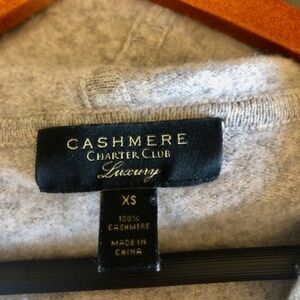 CASHMERE
CHARTER CLUB
Luxury
XS
100%
CASHMERE
MADE IN
CHINA